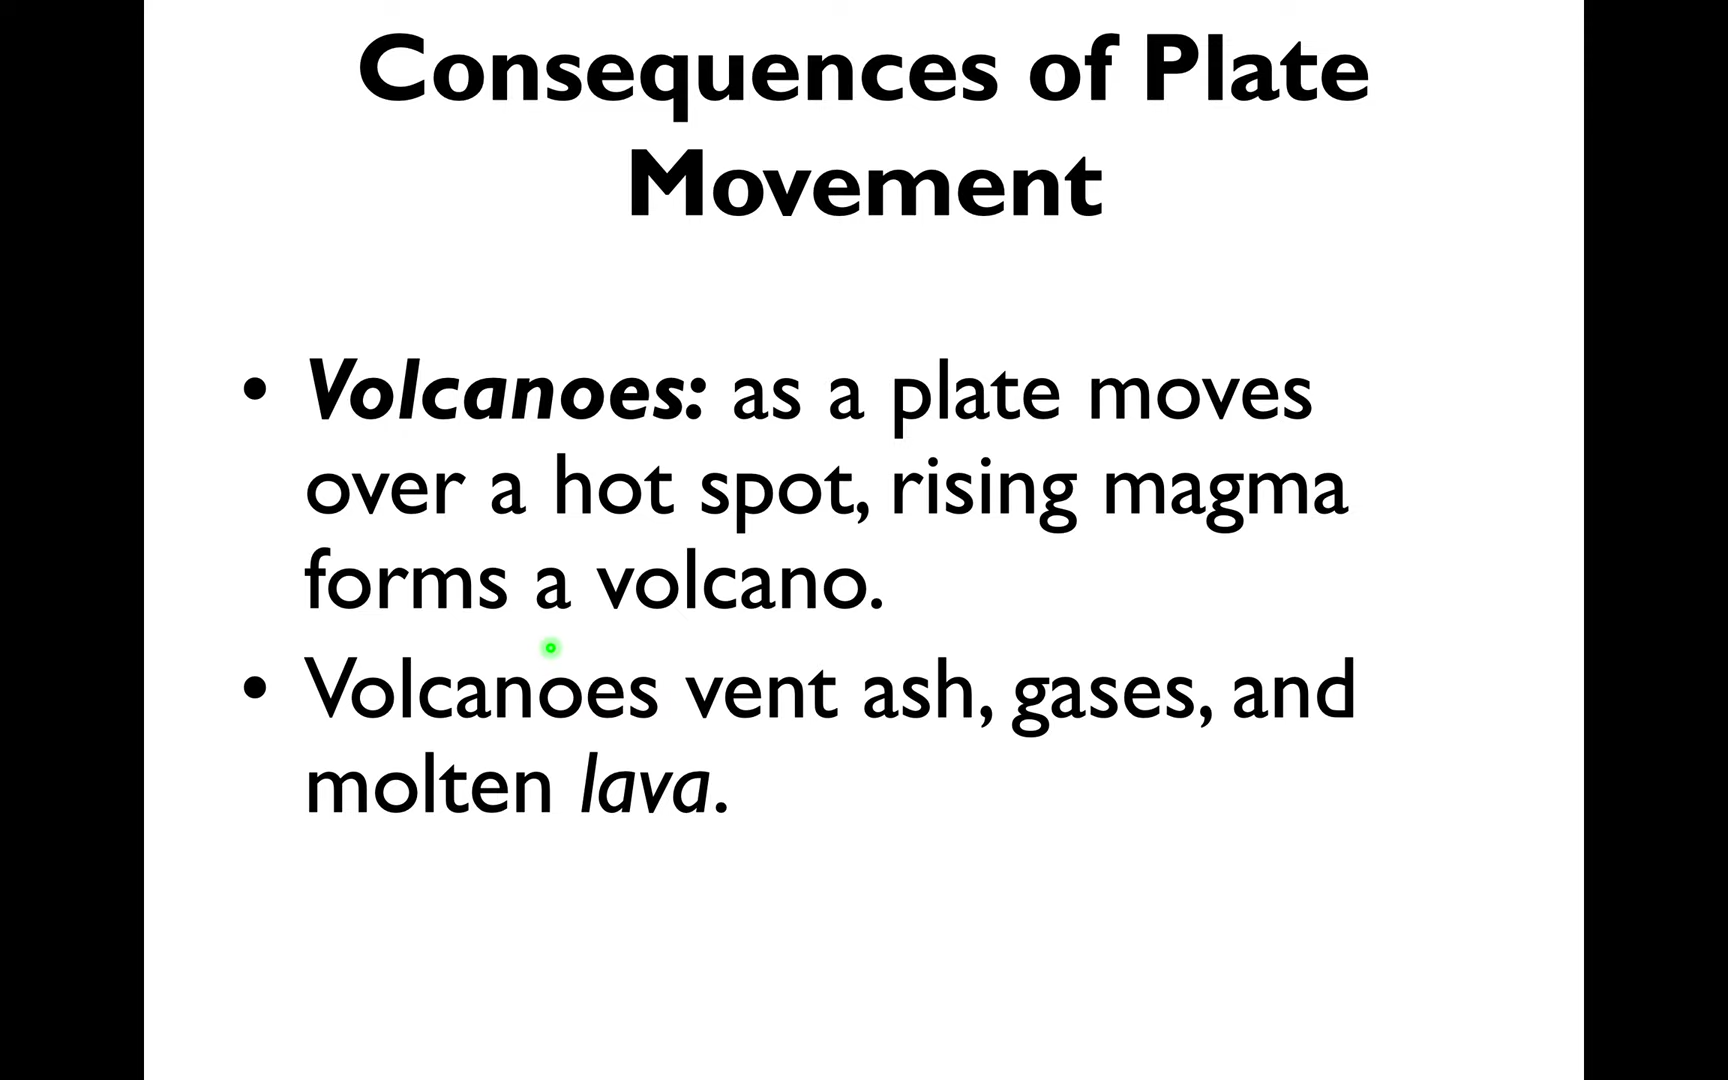 Consequences of Plate
Movement
• Volcanoes: as a plate moves
over a hot spot, rising magma
forms a volcano.
• Volcanoes vent ash, gases, and
molten lava.